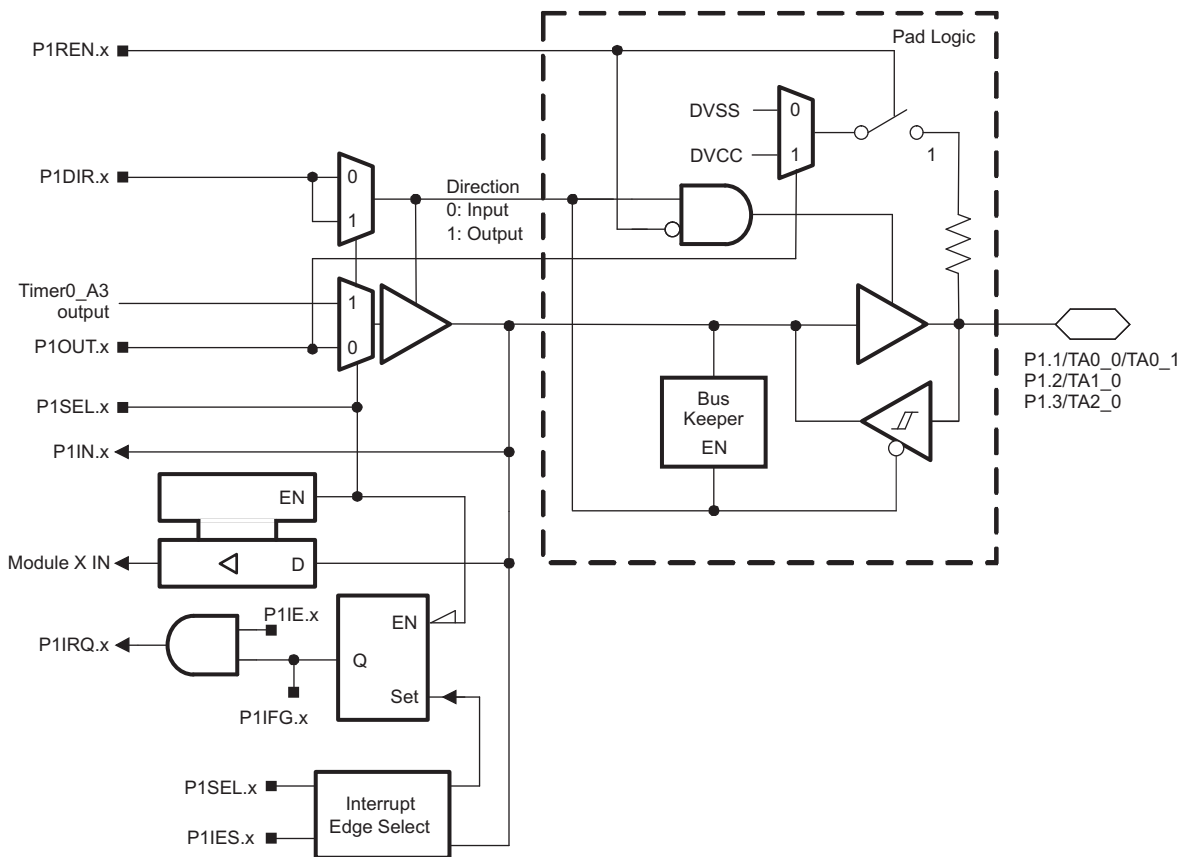 Pad Logic
P1REN.x
DVSS
0
DVCC
1
1
P1DIR.x
0
1
Direction
0: Input
1: Output
Timer0_A3
output
1
P1OUT.x
0
P1.1/TA0_0/TA0_1
P1.2/TA1_0
P1.3/TA2_0
Bus
Keeper
EN
P1SEL.x
P1IN.x
EN
Module X IN
D
P1IE.x
P1IRQ.x
EN
Q
Set
P1IFG.x
P1SEL.x
P1IES.x
Interrupt
Edge Select